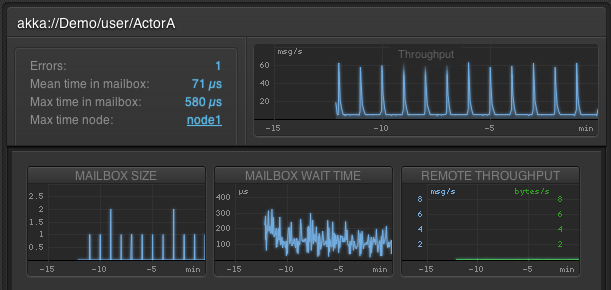 akka://Demo/user/ActorA
Errors: 1
Mean time in mailbox: 71 µs
Max time in mailbox: 580 µs
Max time node: node1
Throughput
msg/s
60
40
20
-15 -10 -5 min
MAILBOX SIZE
2.5
2
1.5
1
0.5
-15 -10 -5 min
MAILBOX WAIT TIME
µs
400
300
200
100
-15 -10 -5 min
REMOTE THROUGHPUT
msg/s bytes/s
8 8
6 6
4 4
2 2
-15 -10 -5 min